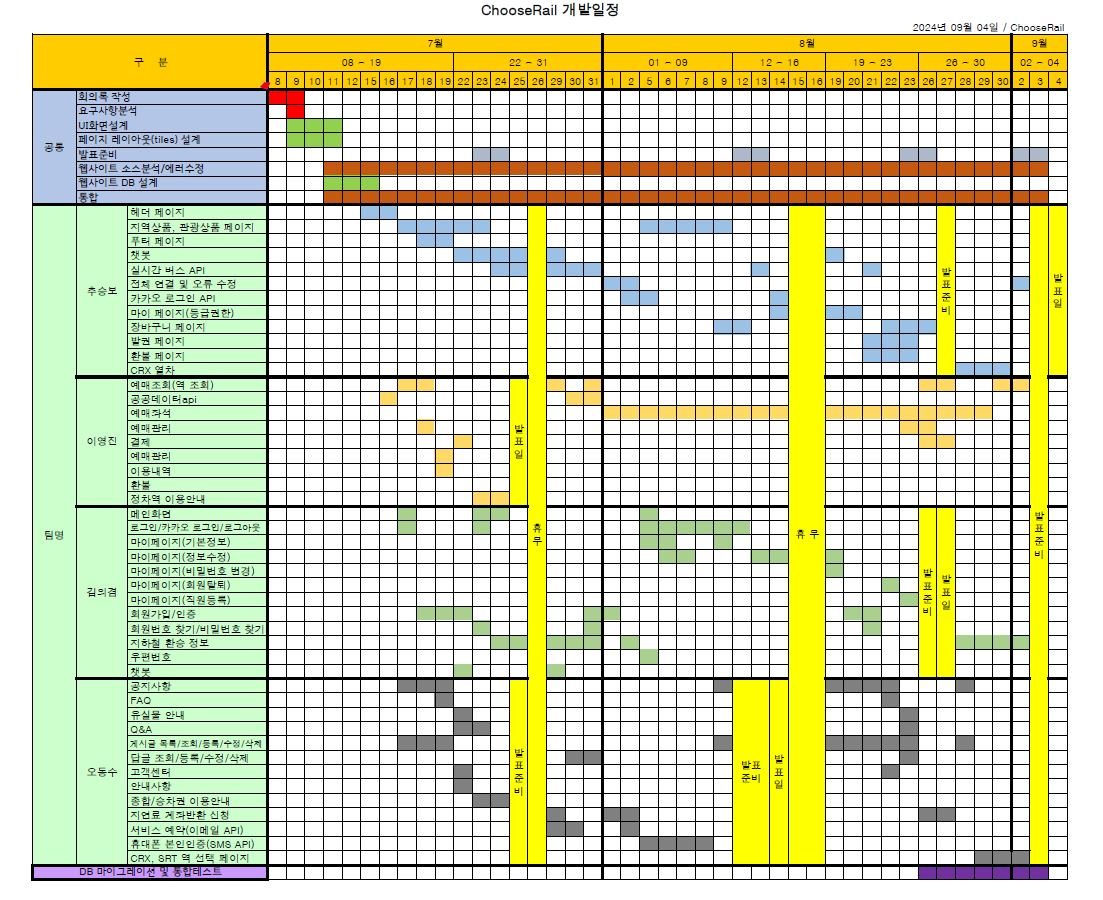 ChooseRail 개발일정
2024년 09월 04일 / ChooseRail
구 분
7월
8월
9월
08 - 19
22 - 31
01 - 09
12 - 16
19 - 23
26 - 30
02 - 04
8 9 10 11 12 15 16 17 18 19 22 23 24 25 26 29 30 31 1 2 5 6 7 8 9 12 13 14 15 16 19 20 21 22 23 26 27 28 29 30 2 3 4
공통
회의록 작성
요구사항분석
UI화면설계
페이지 레이아웃(tiles) 설계
발표준비
웹사이트 소스분석/에러수정
웹사이트 DB 설계
통합
팀명
추승보
헤더 페이지
지역상품, 관광상품 페이지
푸터 페이지
챗봇
실시간 버스 API
전체 연결 및 오류 수정
카카오 로그인 API
마이 페이지(등급권한)
장바구니 페이지
발권 페이지
환불 페이지
CRX 열차
발표준비
발표일
이영진
예매조회(역 조회)
공공데이터api
예매좌석
예매관리
결제
예매관리
이용내역
환불
정차역 이용안내
발표일
휴무
휴 무
발표준비
김의겸
메인화면
로그인/카카오 로그인/로그아웃
마이페이지(기본정보)
마이페이지(정보수정)
마이페이지(비밀번호 변경)
마이페이지(회원탈퇴)
마이페이지(직원등록)
회원가입/인증
회원번호 찾기/비밀번호 찾기
지하철 환승 정보
우편번호
챗봇
발표준비
발표일
오동수
공지사항
FAQ
유실물 안내
Q&A
게시글 목록/조회/등록/수정/삭제
답글 조회/등록/수정/삭제
고객센터
안내사항
종합/승차권 이용안내
지연료 계좌반환 신청
서비스 예약(이메일 API)
휴대폰 본인인증(SMS API)
CRX, SRT 역 선택 페이지
발표준비
발표
준비
발표일
DB 마이그레이션 및 통합테스트